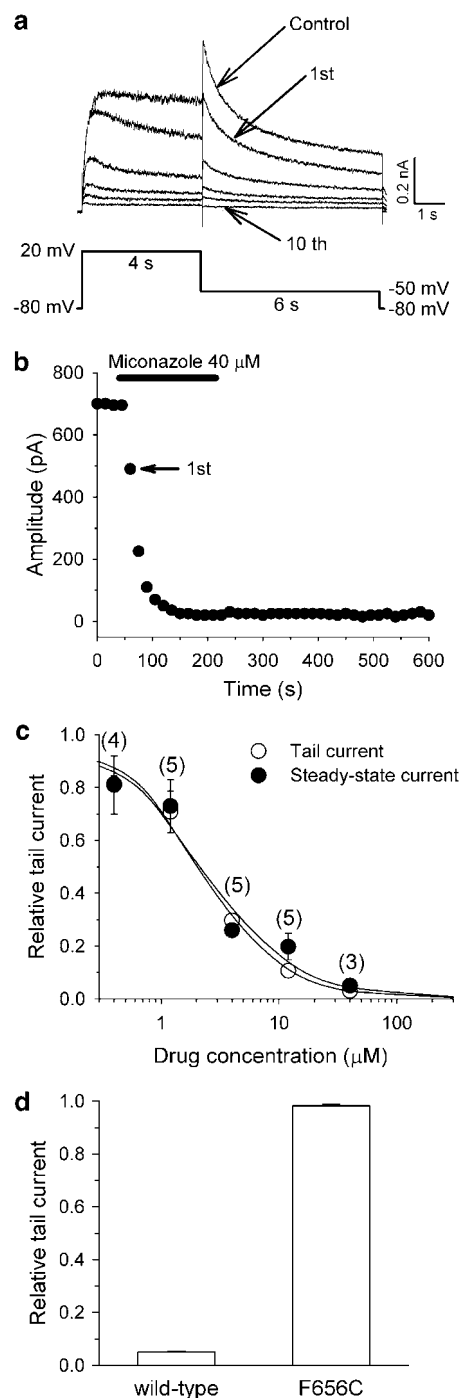 a
Control
1st
0.2 nA
1 s
10 th
20 mV
4 s
-50 mV
-80 mV
6 s
-80 mV
b
Miconazole 40 μM
800
600
400
200
0
1st
Amplitude (pA)
0 100 200 300 400 500 600
Time (s)
c
1.0
0.8
0.6
0.4
0.2
0.0
(4)
(5)
(5)
(5)
(3)
Tail current
Steady-state current
Relative tail current
1 10 100
Drug concentration (μM)
d
1.0
0.8
0.6
0.4
0.2
0.0
Relative tail current
wild-type F656C